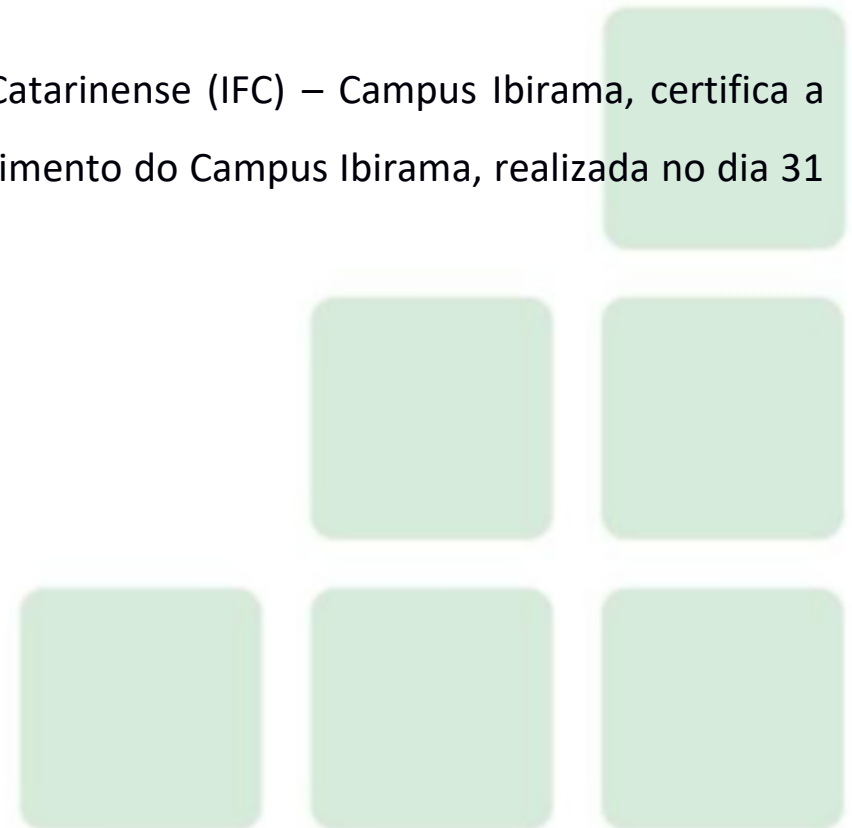 Catarinense (IFC) – Campus Ibirama, certifica a
imento do Campus Ibirama, realizada no dia 31